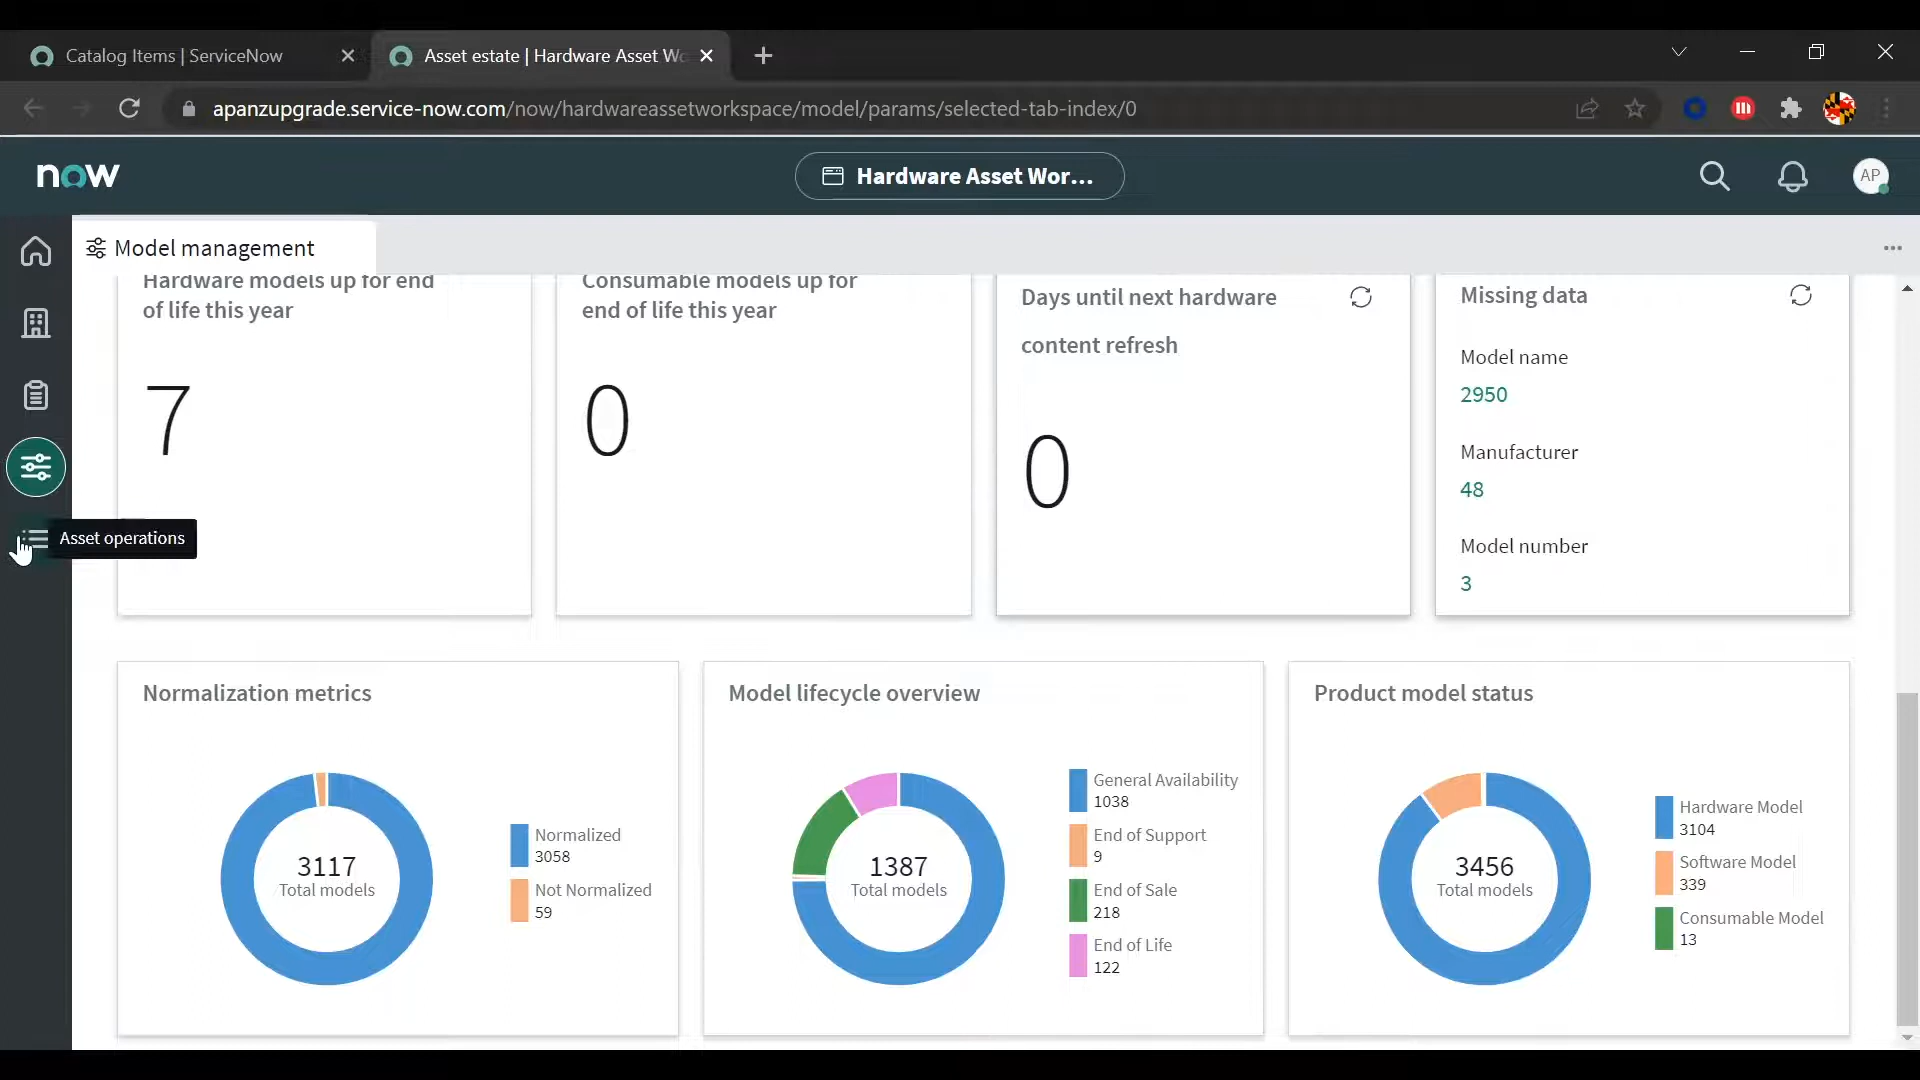 Catalog Items | ServiceNow
Asset estate | Hardware Asset Wo
apanzupgrade.service-now.com/now/hardwareassetworkspace/model/params/selected-tab-index/0
now
Hardware Asset Wor...
AP
Model management
Hardware models up for end
of life this year
7
Consumable models up for
end of life this year
0
Days until next hardware
content refresh
0
Missing data
Model name
2950
Manufacturer
48
Model number
3
Asset operations
Normalization metrics
3117
Total models
Normalized
3058
Not Normalized
59
Model lifecycle overview
1387
Total models
General Availability
1038
End of Support
9
End of Sale
218
End of Life
122
Product model status
3456
Total models
Hardware Model
3104
Software Model
339
Consumable Model
13